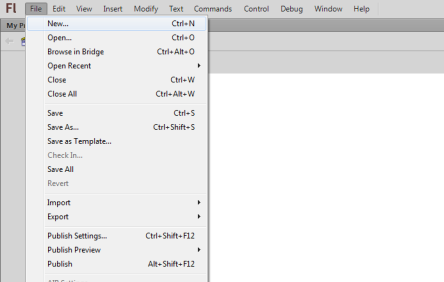 Fl File Edit View Insert Modify Text Commands Control Debug Window Help
My P
New... Ctrl+N
Open... Ctrl+O
Browse in Bridge Ctrl+Alt+O
Open Recent
Close Ctrl+W
Close All Ctrl+Alt+W
Save Ctrl+S
Save As... Ctrl+Shift+S
Save as Template...
Check In...
Save All
Revert
Import
Export
Publish Settings... Ctrl+Shift+F12
Publish Preview
Publish Alt+Shift+F12